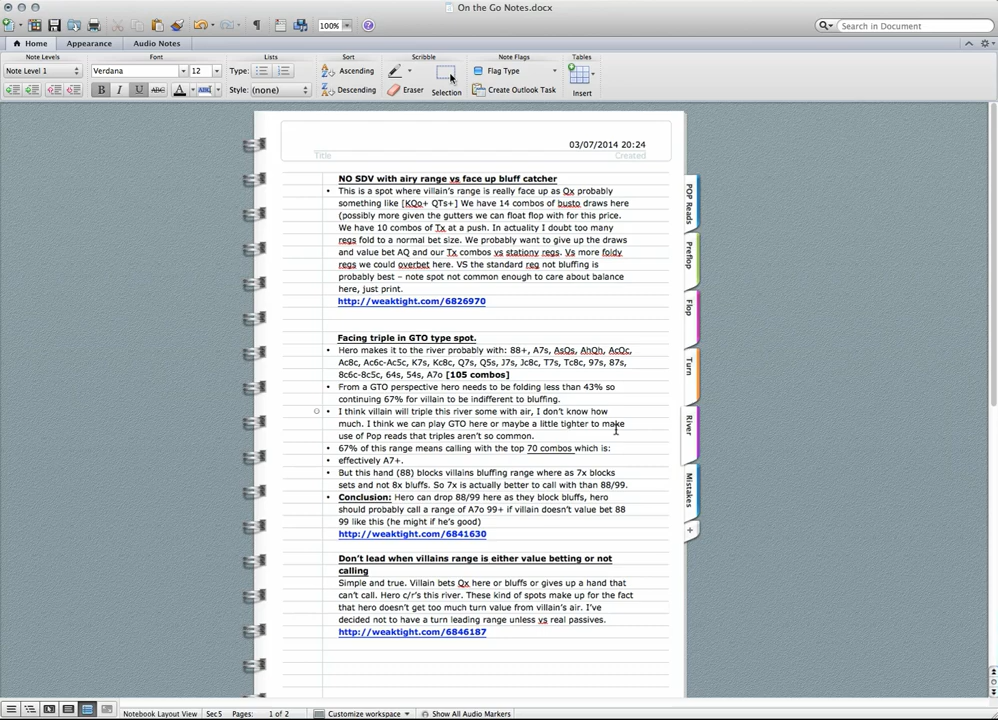 On the Go Notes.docx
100%
Search in Document
Home
Appearance
Audio Notes
Note Levels
Font
Lists
Sort
Scribble
Note Flags
Tables
Note Level 1
Verdana
12
Type:
Ascending
Flag Type
B I U ABC A ABC
Style: (none)
Descending
Eraser
Selection
Create Outlook Task
Insert
03/07/2014 20:24
Title
Created
NO SDV with airy range vs face up bluff catcher
• This is a spot where villain's range is really face up as Qx probably
something like [KQo+ QTs+] We have 14 combos of busto draws here
(possibly more given the gutters we can float flop with for this price.
We have 10 combos of Tx at a push. In actuality I doubt too many
regs fold to a normal bet size. We probably want to give up the draws
and value bet AQ and our Tx combos vs stationy regs. Vs more foldy
regs we could overbet here. VS the standard reg not bluffing is
probably best – note spot not common enough to care about balance
here, just print.
http://weaktight.com/6826970
Facing triple in GTO type spot.
• Hero makes it to the river probably with: 88+, A7s, AsQs, AhQh, AcQc,
Ac8c, Ac6c-Ac5c, K7s, Kc8c, Q7s, Q5s, J7s, Jc8c, T7s, Tc8c, 97s, 87s,
8c6c-8c5c, 64s, 54s, A7o [105 combos]
• From a GTO perspective hero needs to be folding less than 43% so
continuing 67% for villain to be indifferent to bluffing.
• I think villain will triple this river some with air, I don't know how
much. I think we can play GTO here or maybe a little tighter to make
use of Pop reads that triples aren't so common.
• 67% of this range means calling with the top 70 combos which is:
• effectively A7+.
• But this hand (88) blocks villains bluffing range where as 7x blocks
sets and not 8x bluffs. So 7x is actually better to call with than 88/99.
• Conclusion: Hero can drop 88/99 here as they block bluffs, hero
should probably call a range of A7o 99+ if villain doesn't value bet 88
99 like this (he might if he's good)
http://weaktight.com/6841630
Don't lead when villains range is either value betting or not
calling
Simple and true. Villain bets Qx here or bluffs or gives up a hand that
can't call. Hero c/r's this river. These kind of spots make up for the fact
that hero doesn't get too much turn value from villain's air. I've
decided not to have a turn leading range unless vs real passives.
http://weaktight.com/6846187
POP Reads
Preflop
Flop
Turn
River
Mistakes
+
Notebook Layout View
Sec5
Pages:
1 of 2
Customize workspace
Show All Audio Markers